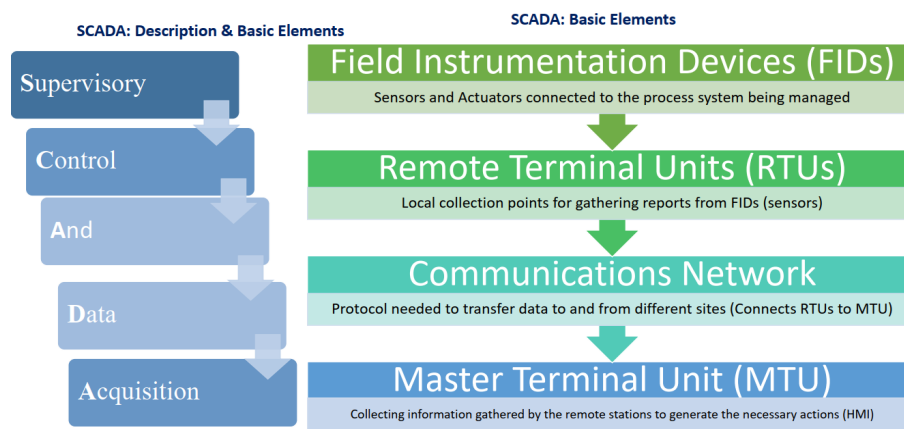 SCADA: Description & Basic Elements
Supervisory
Control
And
Data
Acquisition
SCADA: Basic Elements
Field Instrumentation Devices (FIDs)
Sensors and Actuators connected to the process system being managed
Remote Terminal Units (RTUs)
Local collection points for gathering reports from FIDs (sensors)
Communications Network
Protocol needed to transfer data to and from different sites (Connects RTUs to MTU)
Master Terminal Unit (MTU)
Collecting information gathered by the remote stations to generate the necessary actions (HMI)